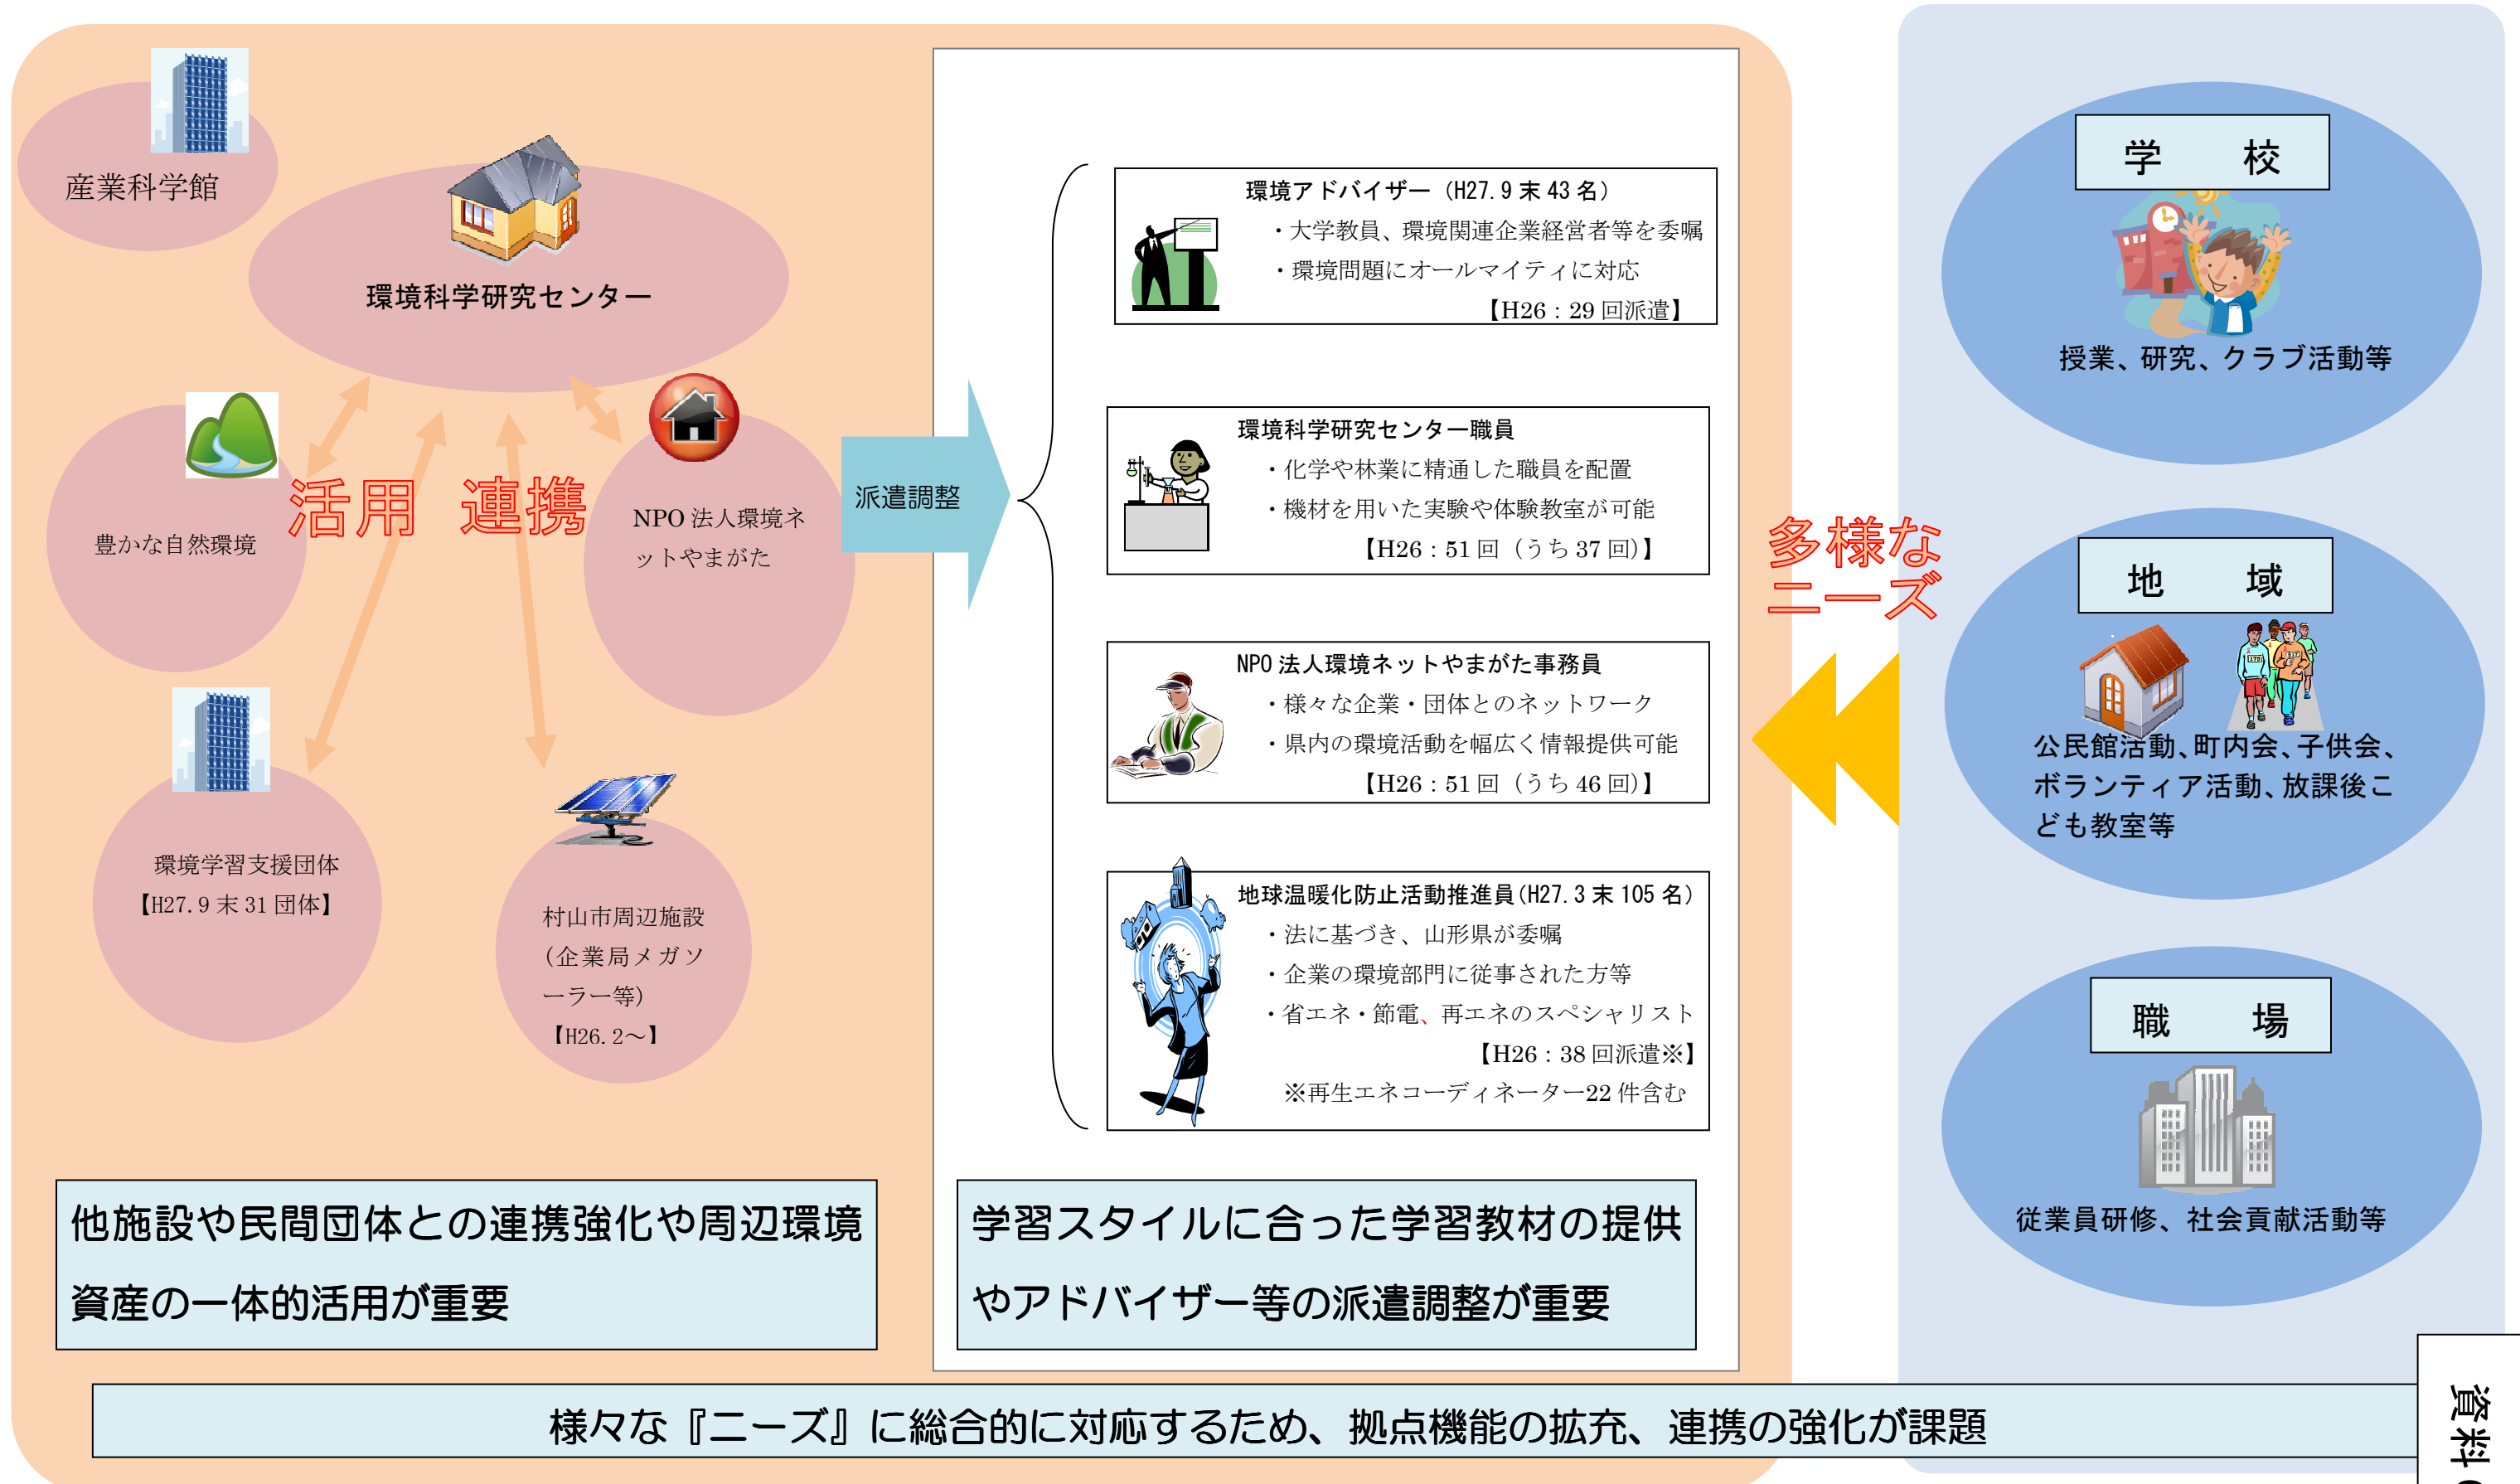 産業科学館
環境科学研究センター
豊かな自然環境
活用 連携
NPO 法人環境ネ
ットやまがた
環境学習支援団体
【H27.9 末 31 団体】
村山市周辺施設
(企業局メガソ
ーラー等)
【H26.2～】
派遣調整
環境アドバイザー（H27.9 末 43 名）
・大学教員、環境関連企業経営者等を委嘱
・環境問題にオールマイティに対応
【H26：29 回派遣】
環境科学研究センター職員
・化学や林業に精通した職員を配置
・機材を用いた実験や体験教室が可能
【H26：51 回（うち 37 回）】
NPO 法人環境ネットやまがた事務員
・様々な企業・団体とのネットワーク
・県内の環境活動を幅広く情報提供可能
【H26：51 回（うち 46 回）】
地球温暖化防止活動推進員(H27.3 末 105 名)
・法に基づき、山形県が委嘱
・企業の環境部門に従事された方等
・省エネ・節電、再エネのスペシャリスト
【H26：38 回派遣※】
※再生エネコーディネーター22 件含む
多様な
ニーズ
学　校
授業、研究、クラブ活動等
地　域
公民館活動、町内会、子供会、
ボランティア活動、放課後こ
ども教室等
職　場
従業員研修、社会貢献活動等
他施設や民間団体との連携強化や周辺環境
資産の一体的活用が重要
学習スタイルに合った学習教材の提供
やアドバイザー等の派遣調整が重要
様々な『ニーズ』に総合的に対応するため、拠点機能の拡充、連携の強化が課題
資料